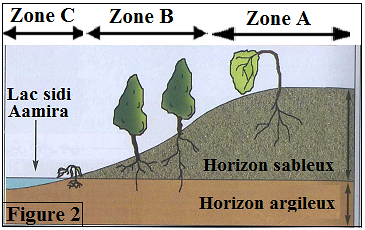 Zone C
Zone B
Zone A
Lac sidi
Aamira
Horizon sableux
Horizon argileux
Figure 2